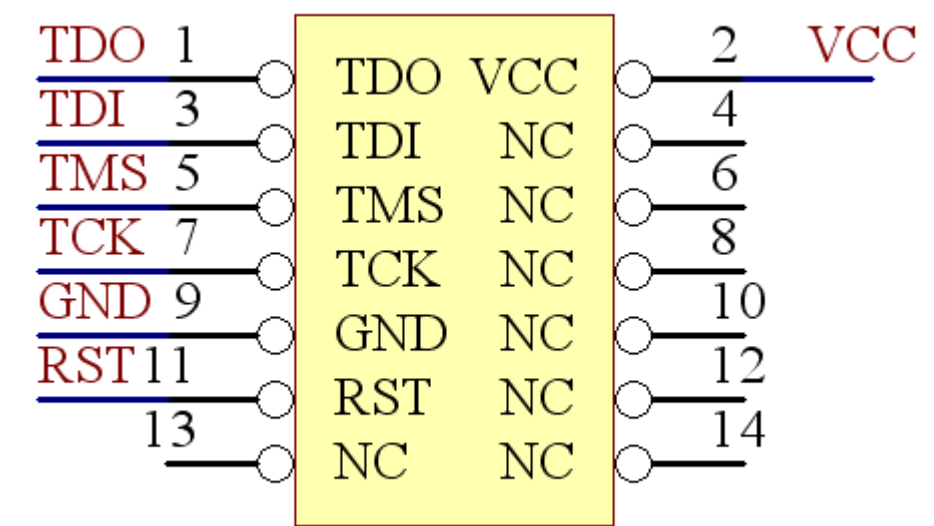 TDO 1 2 VCC
TDO VCC
TDI 3 4
TDI NC
TMS 5 6
TMS NC
TCK 7 8
TCK NC
GND 9 10
GND NC
RST 11 12
RST NC
13 14
NC NC